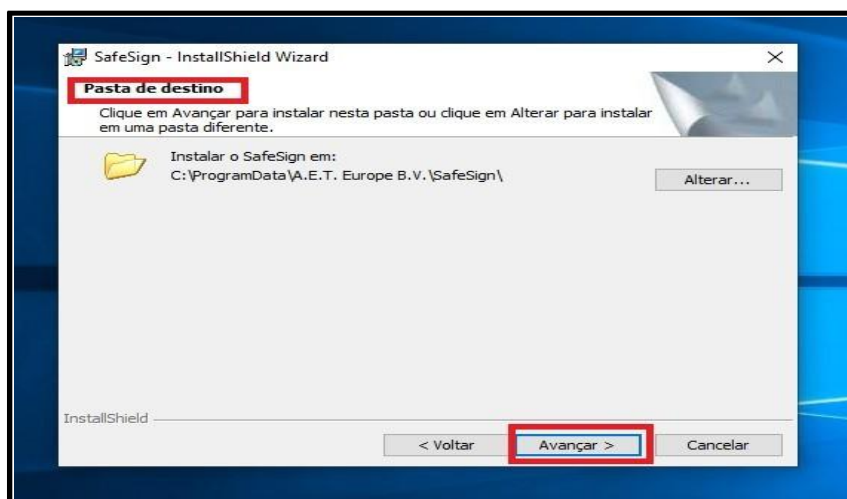 SafeSign - InstallShield Wizard
Pasta de destino
Clique em Avançar para instalar nesta pasta ou clique em Alterar para instalar
em uma pasta diferente.
Instalar o SafeSign em:
C:\ProgramData\A.E.T. Europe B.V.\SafeSign\
Alterar...
InstallShield
< Voltar
Avançar >
Cancelar